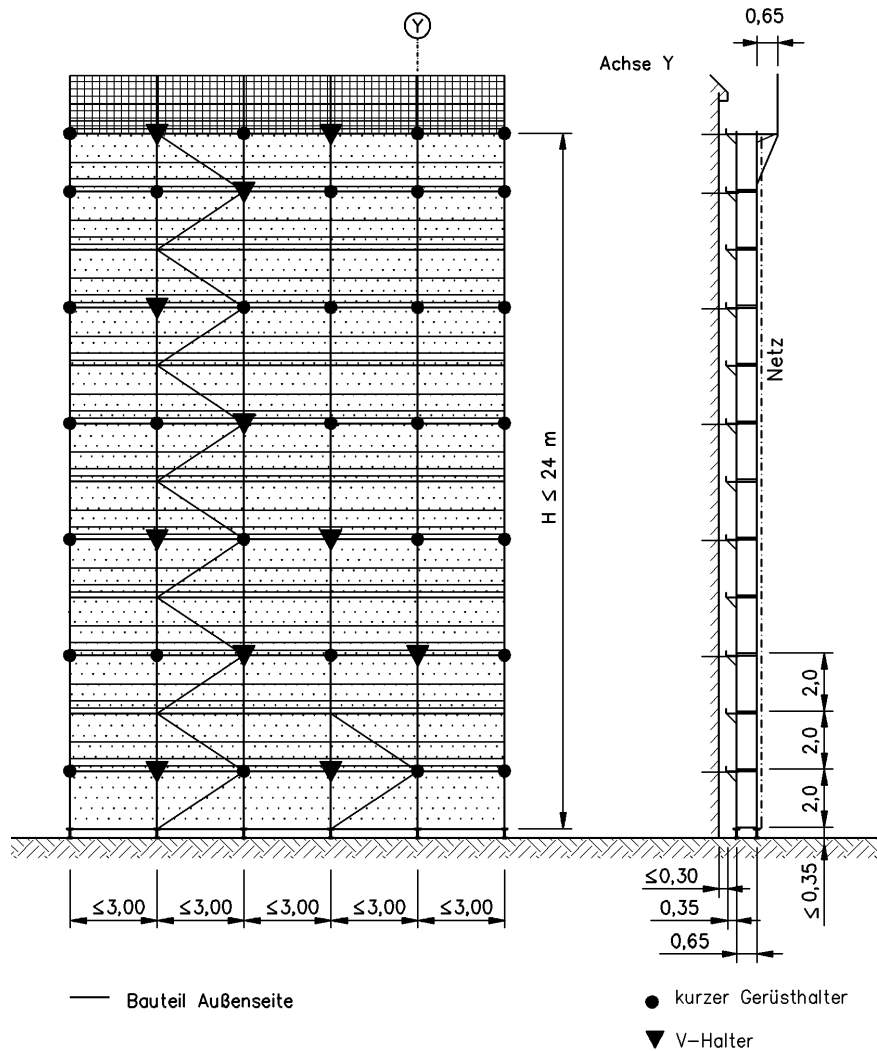 Y
0,65
Achse Y
Netz
H ≤ 24 m
2,0
2,0
2,0
≤0,35
≤0,30
0,35
0,65
≤3,00 ≤3,00 ≤3,00 ≤3,00 ≤3,00
Bauteil Außenseite
kurzer Gerüsthalter
V-Halter